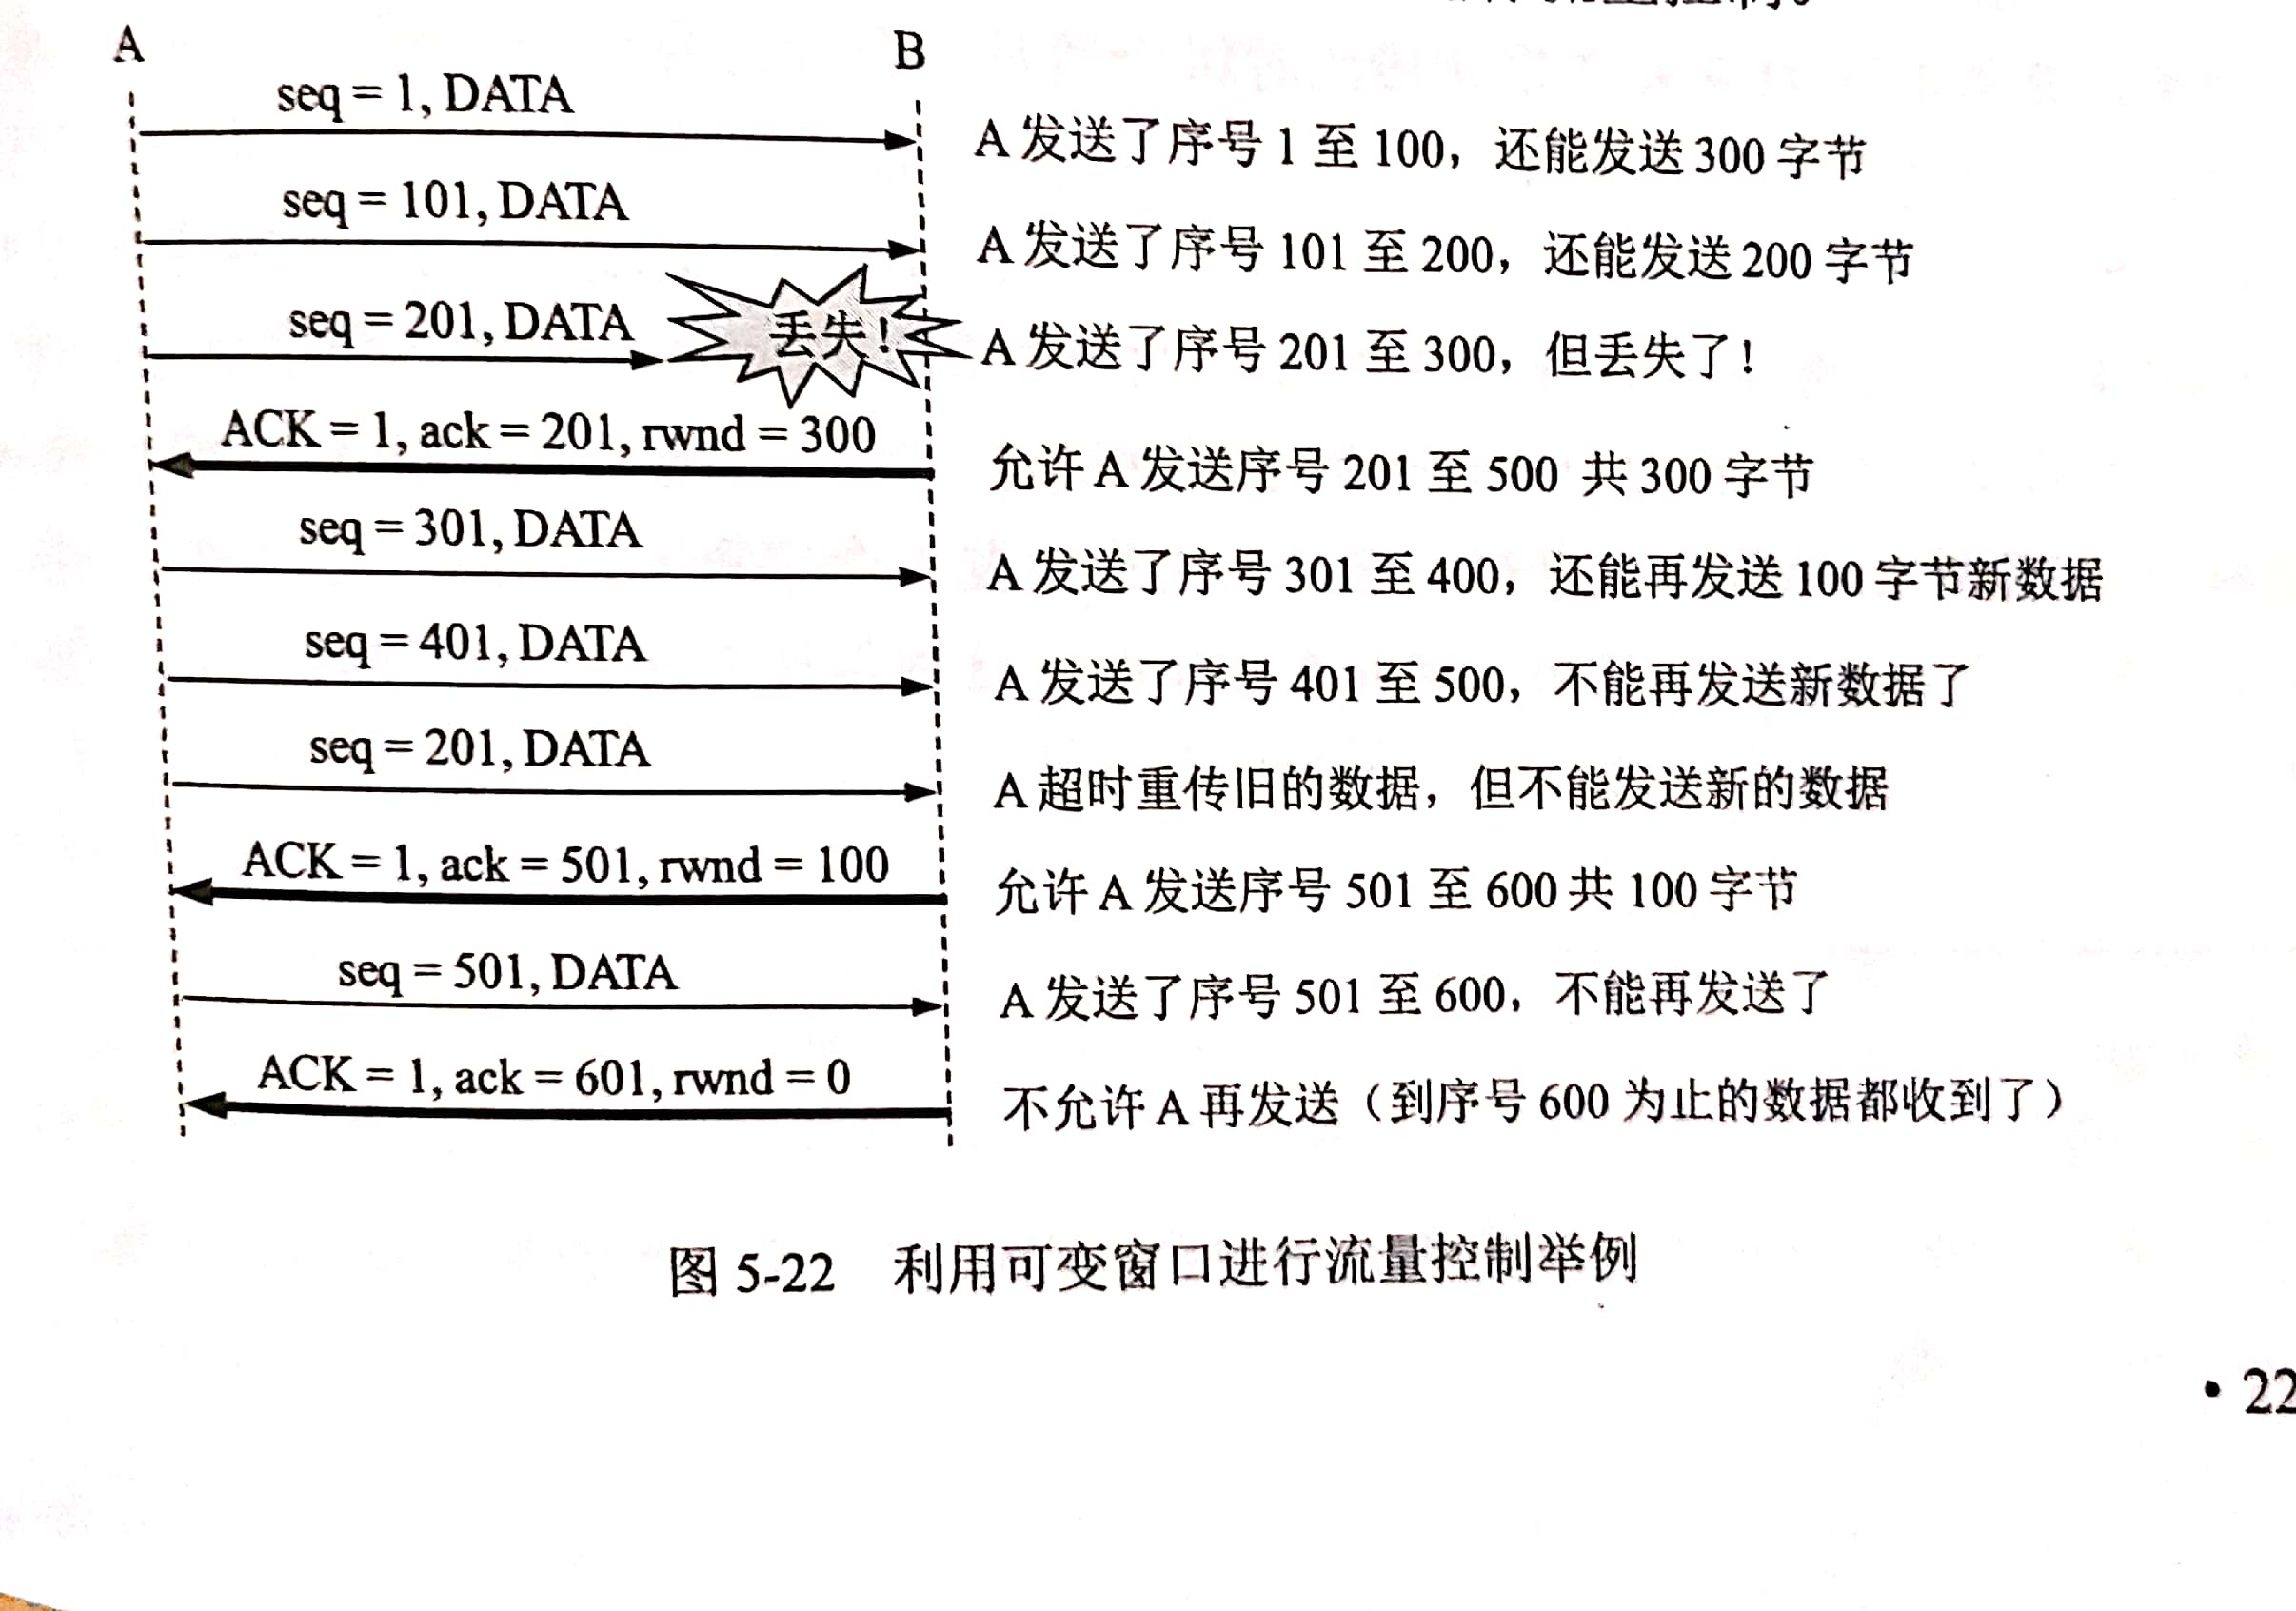 A
B
seq = 1, DATA
A 发送了序号 1 至 100，还能发送 300 字节
seq = 101, DATA
A 发送了序号 101 至 200，还能发送 200 字节
seq = 201, DATA
丢失！
A 发送了序号 201 至 300，但丢失了！
ACK = 1, ack = 201, rwnd = 300
允许 A 发送序号 201 至 500 共 300 字节
seq = 301, DATA
A 发送了序号 301 至 400，还能再发送 100 字节新数据
seq = 401, DATA
A 发送了序号 401 至 500，不能再发送新数据了
seq = 201, DATA
A 超时重传旧的数据，但不能发送新的数据
ACK = 1, ack = 501, rwnd = 100
允许 A 发送序号 501 至 600 共 100 字节
seq = 501, DATA
A 发送了序号 501 至 600，不能再发送了
ACK = 1, ack = 601, rwnd = 0
不允许 A 再发送（到序号 600 为止的数据都收到了）
图 5-22 利用可变窗口进行流量控制举例
• 22